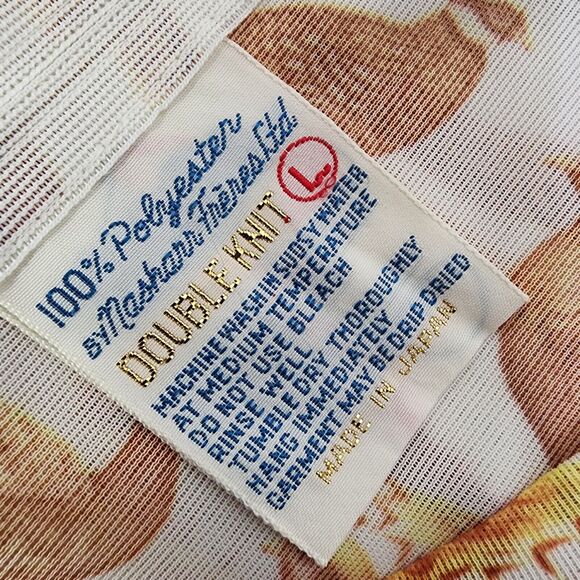 100% Polyester
BY Masharr Frères Ltd.
DOUBLE KNIT
L
MACHINE WASH IN SUDSY WATER
AT MEDIUM TEMPERATURE
DO NOT USE BLEACH
RINSE WELL
TUMBLE DRY THOROUGHLY
HANG IMMEDIATELY
GARMENT MAY BE DRIP DRIED
MADE IN JAPAN